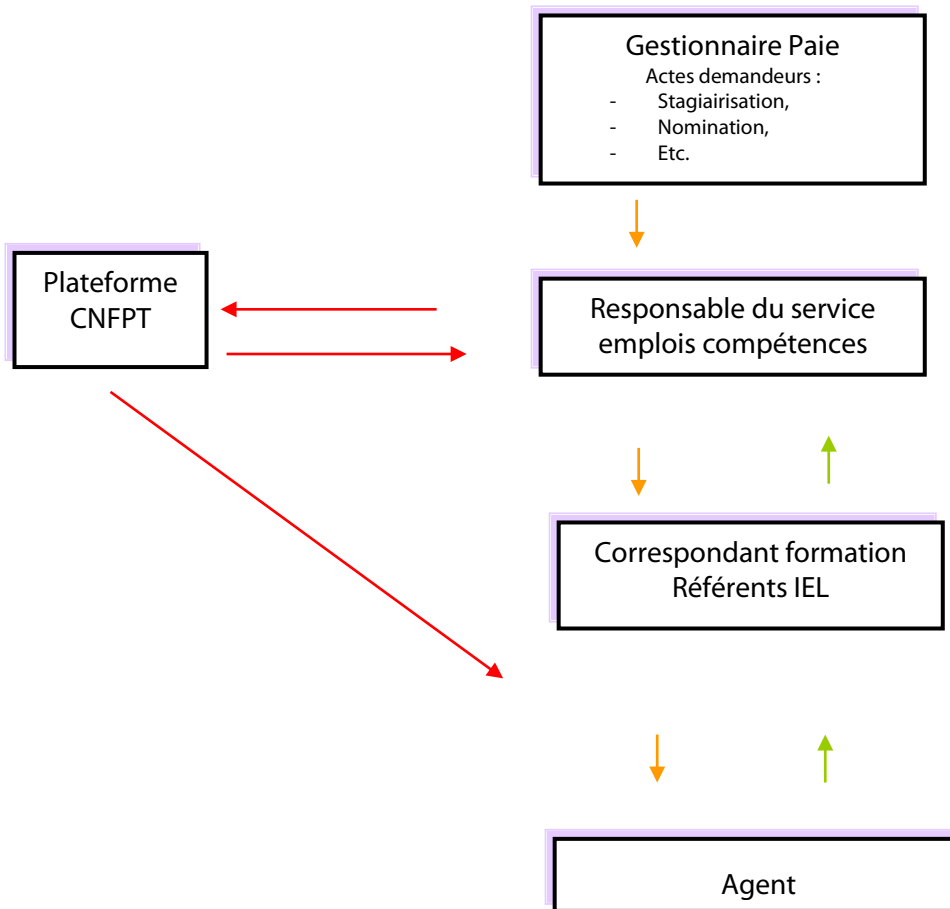 Gestionnaire Paie
Actes demandeurs :
- Stagiairisation,
- Nomination,
- Etc.
Plateforme
CNFPT
Responsable du service
emplois compétences
Correspondant formation
Référents IEL
Agent